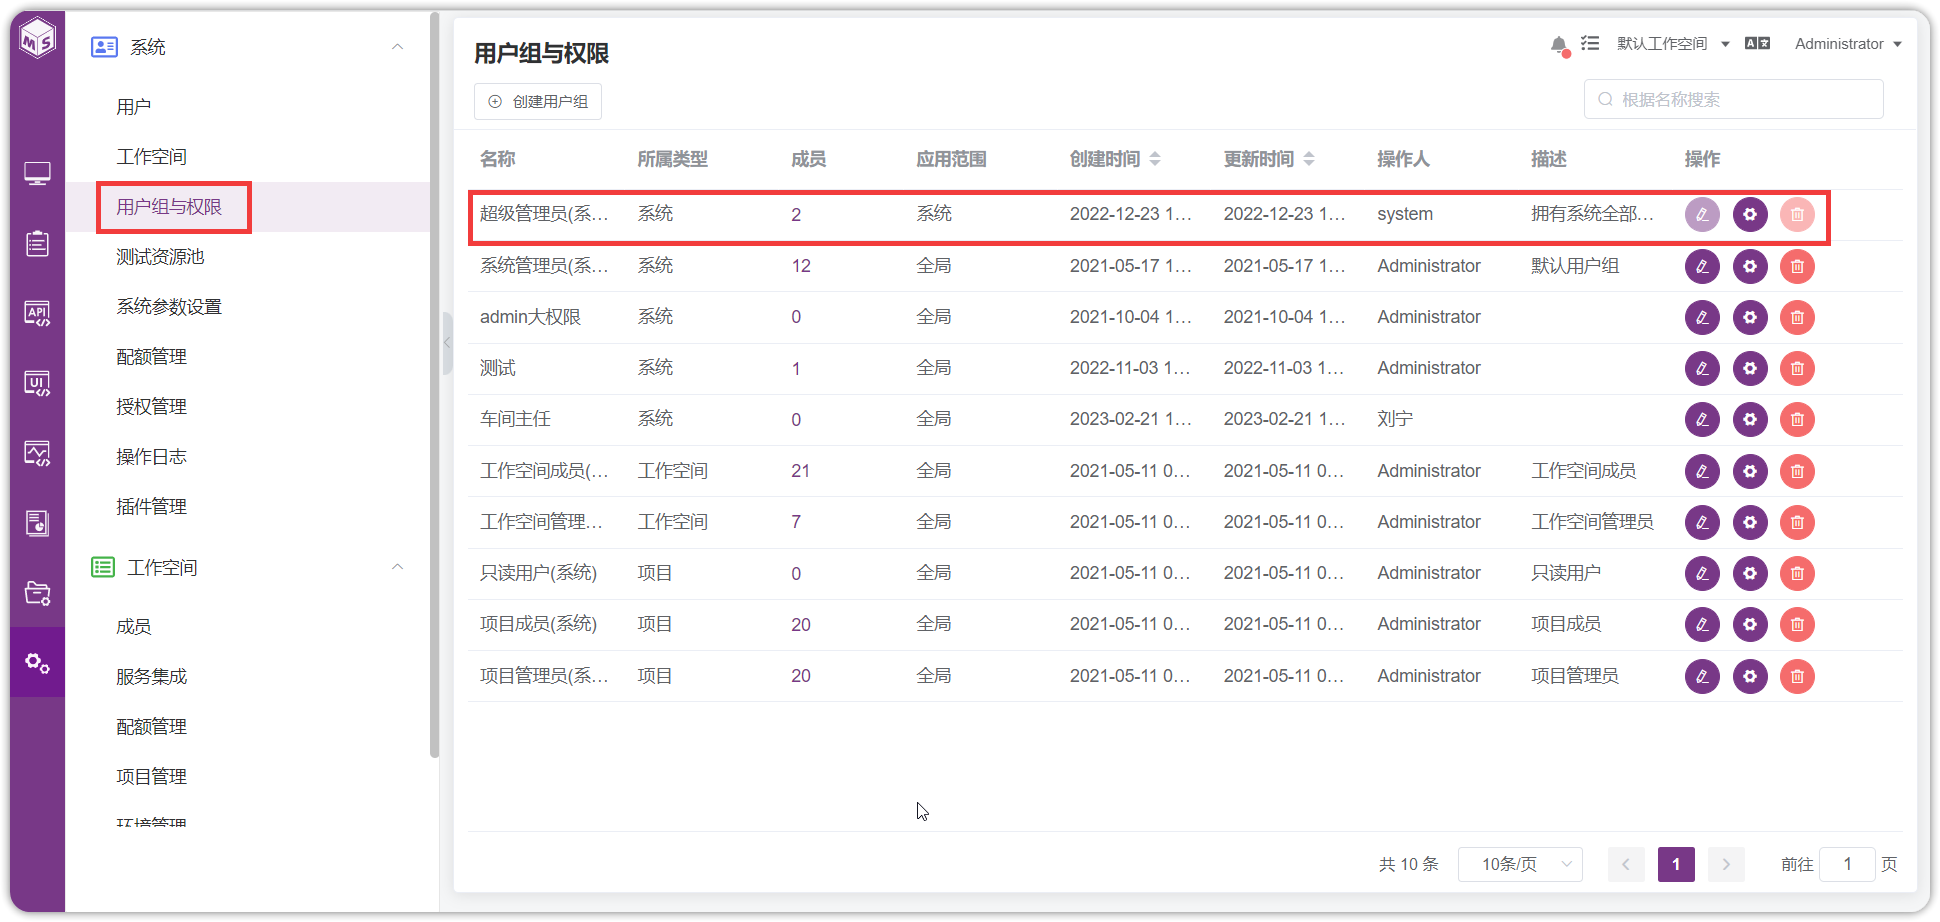 MS
API
UI
系统
用户
工作空间
用户组与权限
测试资源池
系统参数设置
配额管理
授权管理
操作日志
插件管理
工作空间
成员
服务集成
配额管理
项目管理
环境管理
用户组与权限
默认工作空间 Administrator
创建用户组
根据名称搜索
名称 所属类型 成员 应用范围 创建时间 更新时间 操作人 描述 操作
超级管理员(系... 系统 2 系统 2022-12-23 1... 2022-12-23 1... system 拥有系统全部...
系统管理员(系... 系统 12 全局 2021-05-17 1... 2021-05-17 1... Administrator 默认用户组
admin大权限 系统 0 全局 2021-10-04 1... 2021-10-04 1... Administrator
测试 系统 1 全局 2022-11-03 1... 2022-11-03 1... Administrator
车间主任 系统 0 全局 2023-02-21 1... 2023-02-21 1... 刘宁
工作空间成员(... 工作空间 21 全局 2021-05-11 0... 2021-05-11 0... Administrator 工作空间成员
工作空间管理... 工作空间 7 全局 2021-05-11 0... 2021-05-11 0... Administrator 工作空间管理员
只读用户(系统) 项目 0 全局 2021-05-11 0... 2021-05-11 0... Administrator 只读用户
项目成员(系统) 项目 20 全局 2021-05-11 0... 2021-05-11 0... Administrator 项目成员
项目管理员(系... 项目 20 全局 2021-05-11 0... 2021-05-11 0... Administrator 项目管理员
共 10 条 10条/页 1 前往 1 页